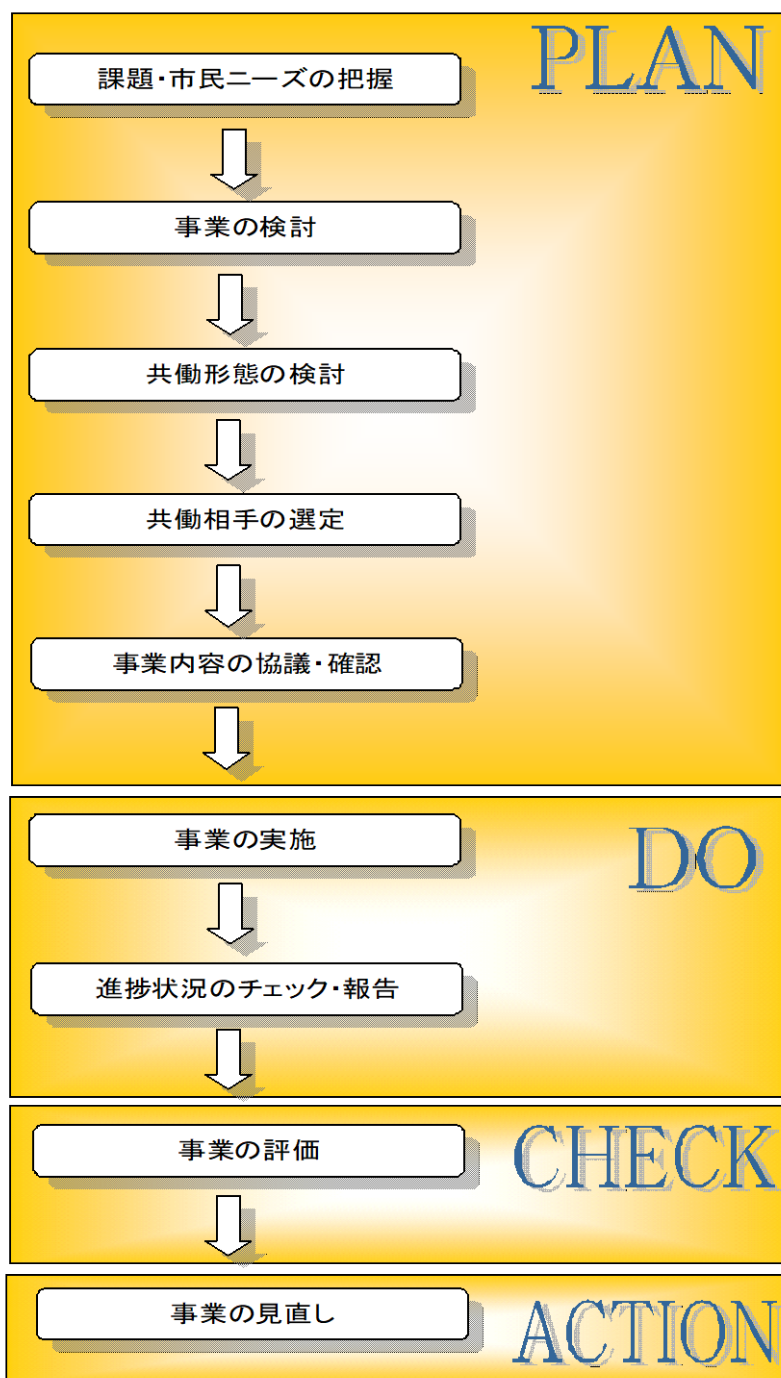 PLAN
課題・市民ニーズの把握
事業の検討
共働形態の検討
共働相手の選定
事業内容の協議・確認
DO
事業の実施
進捗状況のチェック・報告
CHECK
事業の評価
ACTION
事業の見直し